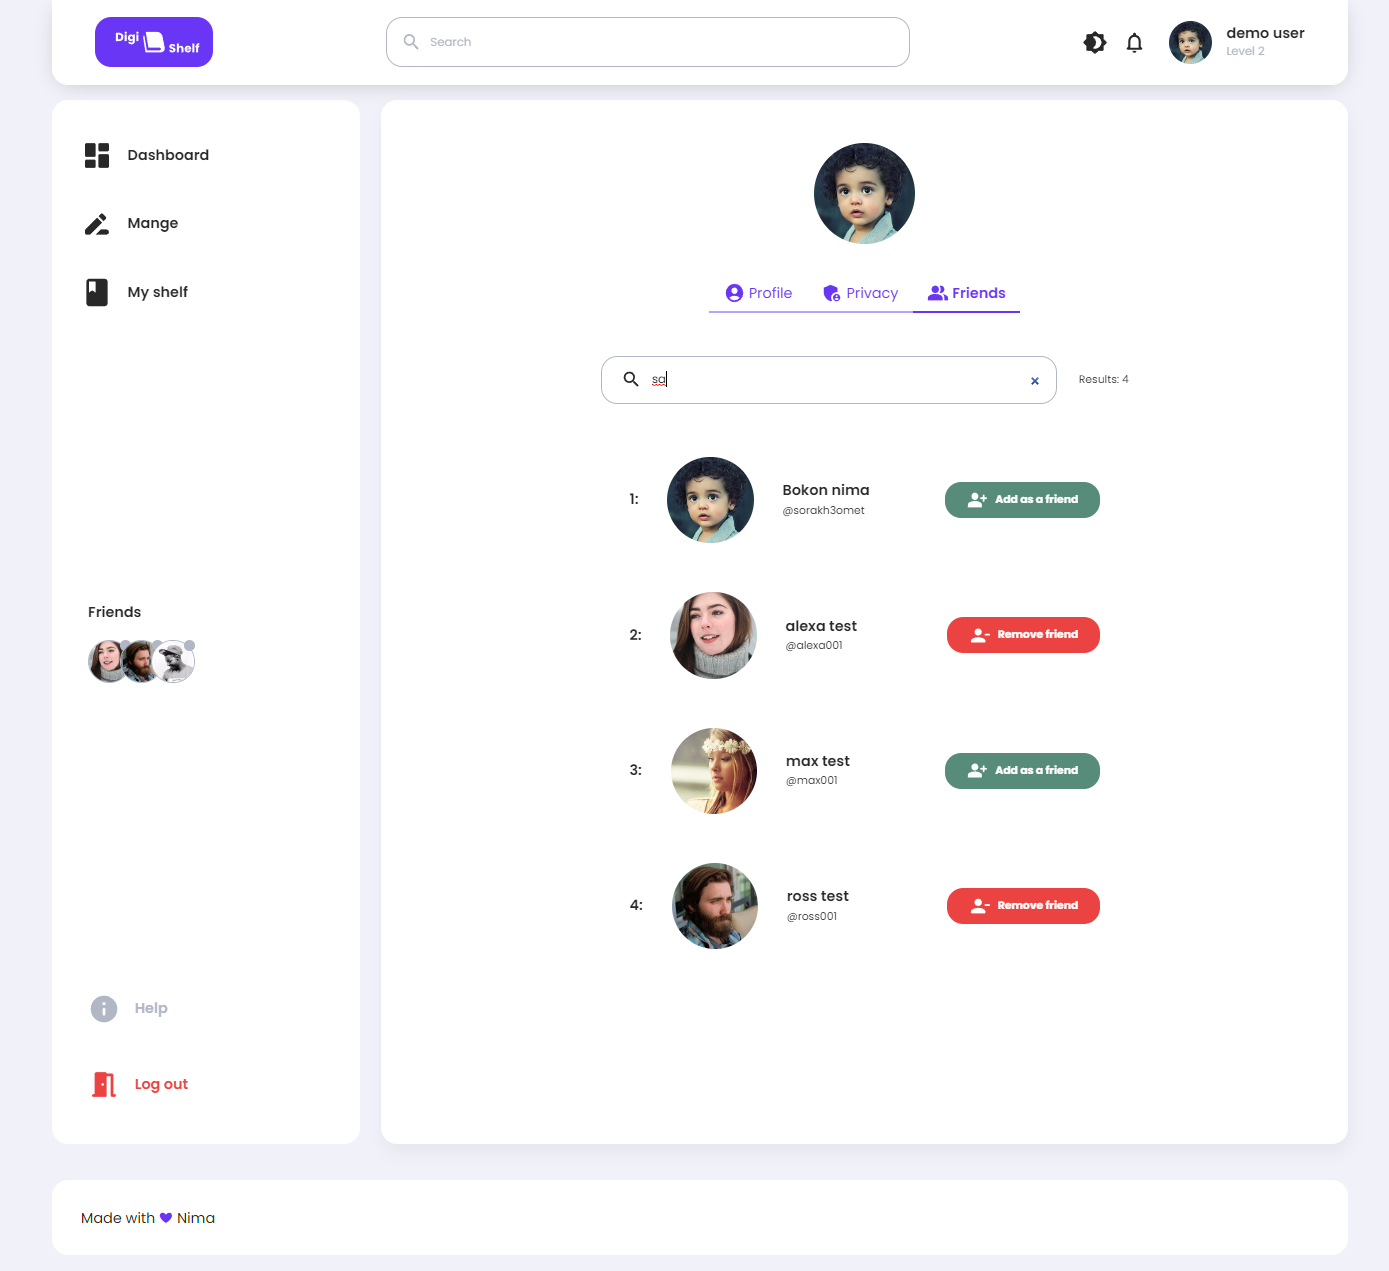 Digi
Shelf
Search
demo user
Level 2
Dashboard
Mange
My shelf
Profile
Privacy
Friends
sa
Results: 4
1:
Bokon nima
@sorakh3omet
Add as a friend
2:
alexa test
@alexa001
Remove friend
3:
max test
@max001
Add as a friend
4:
ross test
@ross001
Remove friend
Friends
Help
Log out
Made with 💜 Nima